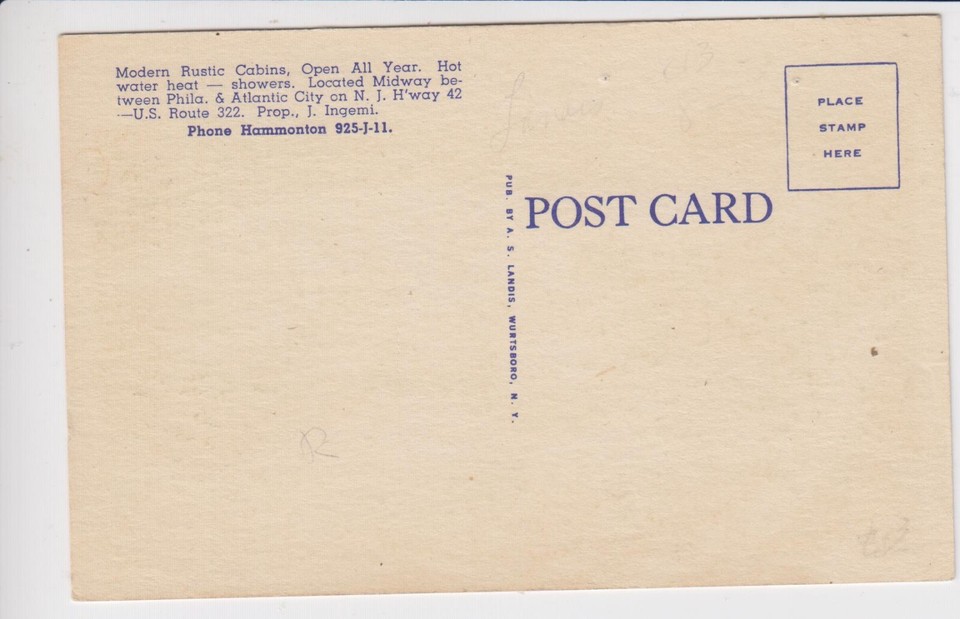 Modern Rustic Cabins, Open All Year. Hot
water heat — showers. Located Midway be-
tween Phila. & Atlantic City on N. J. H'way 42
—U.S. Route 322. Prop., J. Ingemi.
Phone Hammonton 925-J-11.
PUB. BY A. S. LANDIS, WURTSBORO, N. Y.
POST CARD
PLACE
STAMP
HERE
R